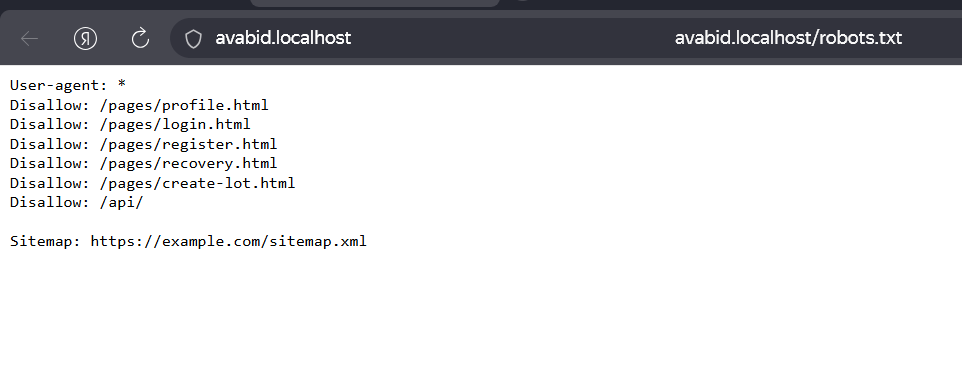 Я
avabid.localhost
avabid.localhost/robots.txt
User-agent: *
Disallow: /pages/profile.html
Disallow: /pages/login.html
Disallow: /pages/register.html
Disallow: /pages/recovery.html
Disallow: /pages/create-lot.html
Disallow: /api/
Sitemap: https://example.com/sitemap.xml